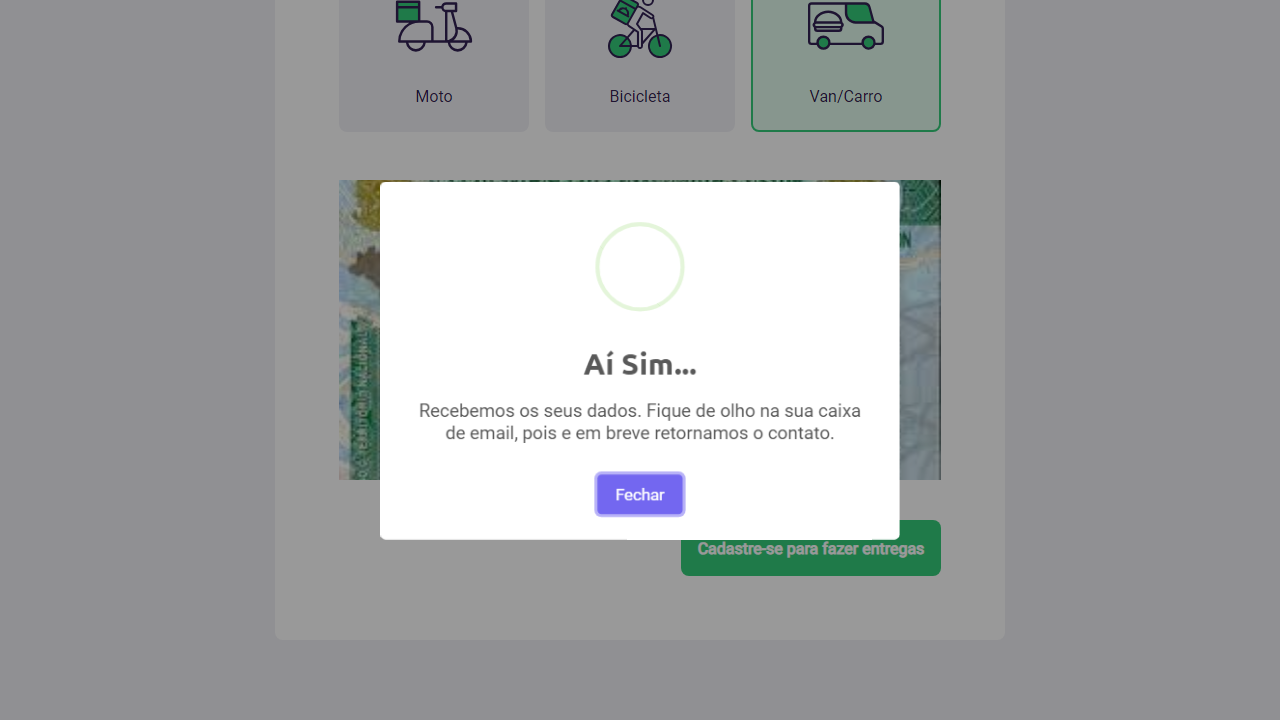 Moto
Bicicleta
Van/Carro
Aí Sim...
Recebemos os seus dados. Fique de olho na sua caixa
de email, pois e em breve retornamos o contato.
Fechar
Cadastre-se para fazer entregas